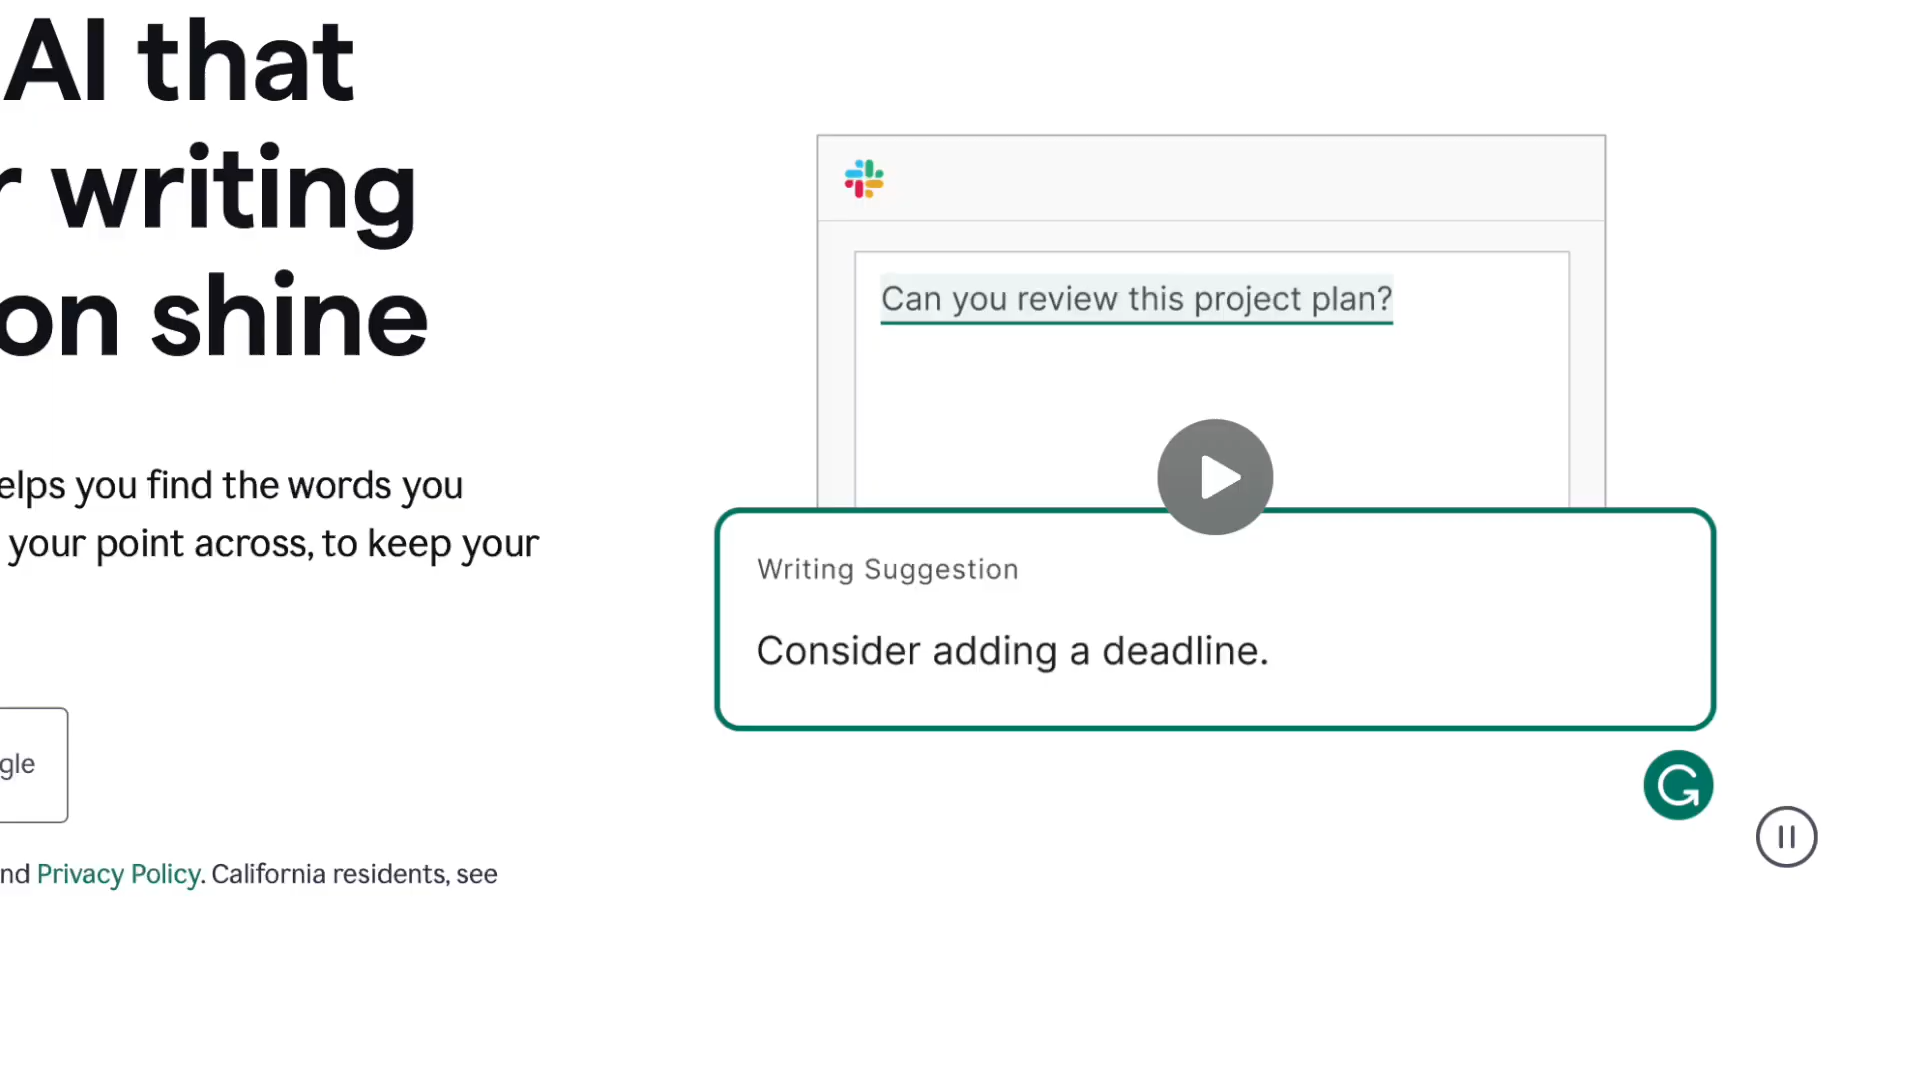 AI that
r writing
on shine
elps you find the words you
your point across, to keep your
gle
nd Privacy Policy. California residents, see
Can you review this project plan?
Writing Suggestion
Consider adding a deadline.